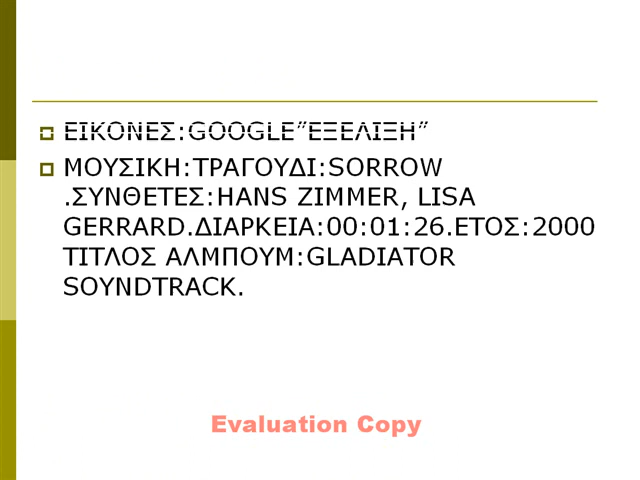 ΕΙΚΟΝΕΣ:GOOGLE”ΕΞΕΛΙΞΗ”
ΜΟΥΣΙΚΗ:ΤΡΑΓΟΥΔΙ:SORROW
.ΣΥΝΘΕΤΕΣ:HANS ZIMMER, LISA
GERRARD.ΔΙΑΡΚΕΙΑ:00:01:26.ΕΤΟΣ:2000
ΤΙΤΛΟΣ ΑΛΜΠΟΥΜ:GLADIATOR
SOYNDTRACK.
Evaluation Copy